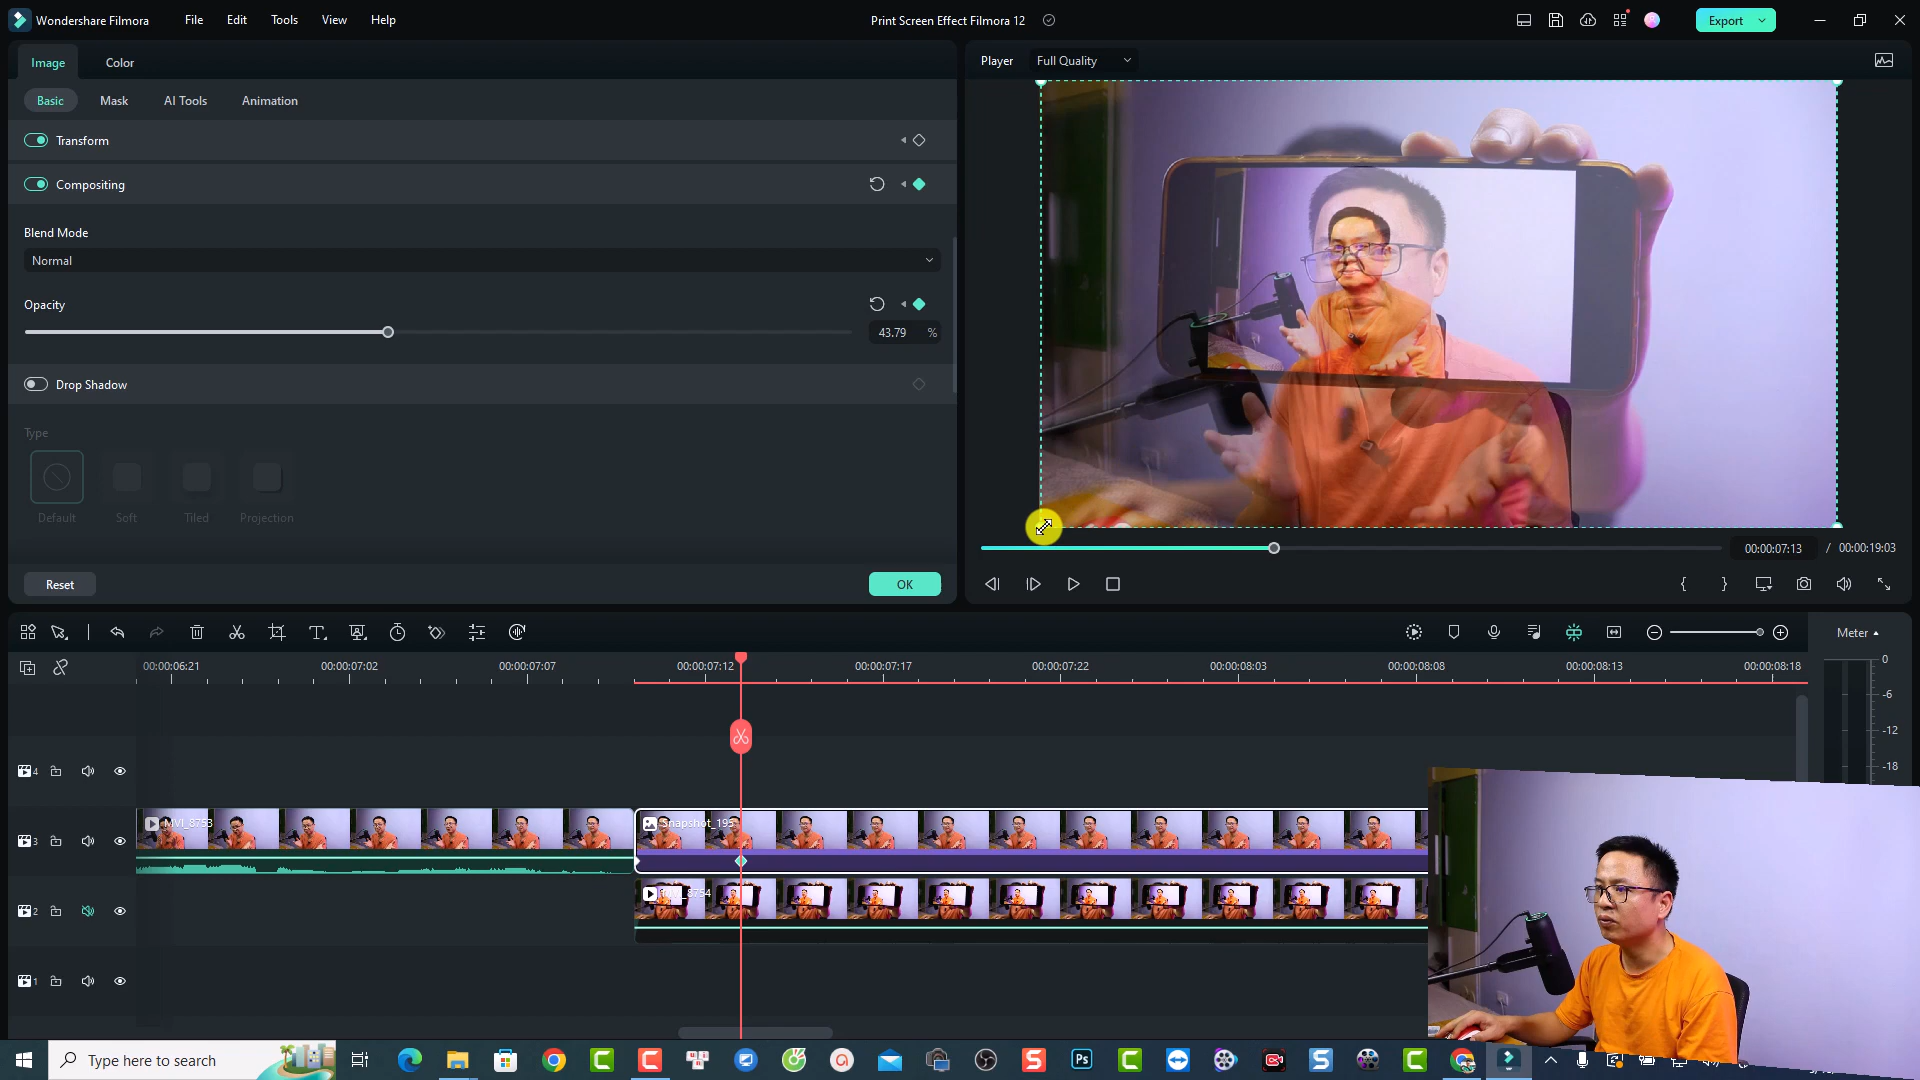 Wondershare Filmora
File
Edit
Tools
View
Help
Print Screen Effect Filmora 12
Export
Image
Color
Player
Full Quality
Basic
Mask
AI Tools
Animation
Transform
Compositing
Blend Mode
Normal
Opacity
43.79 %
Drop Shadow
Type
Default
Soft
Tiled
Projection
Reset
OK
00:00:07:13 / 00:00:19:03
Meter
00:00:06:21
00:00:07:02
00:00:07:07
00:00:07:12
00:00:07:17
00:00:07:22
00:00:08:03
00:00:08:08
00:00:08:13
00:00:08:18
0
-6
-12
-18
4
3
MVI_8753
Snapshot_195
2
1
Type here to search